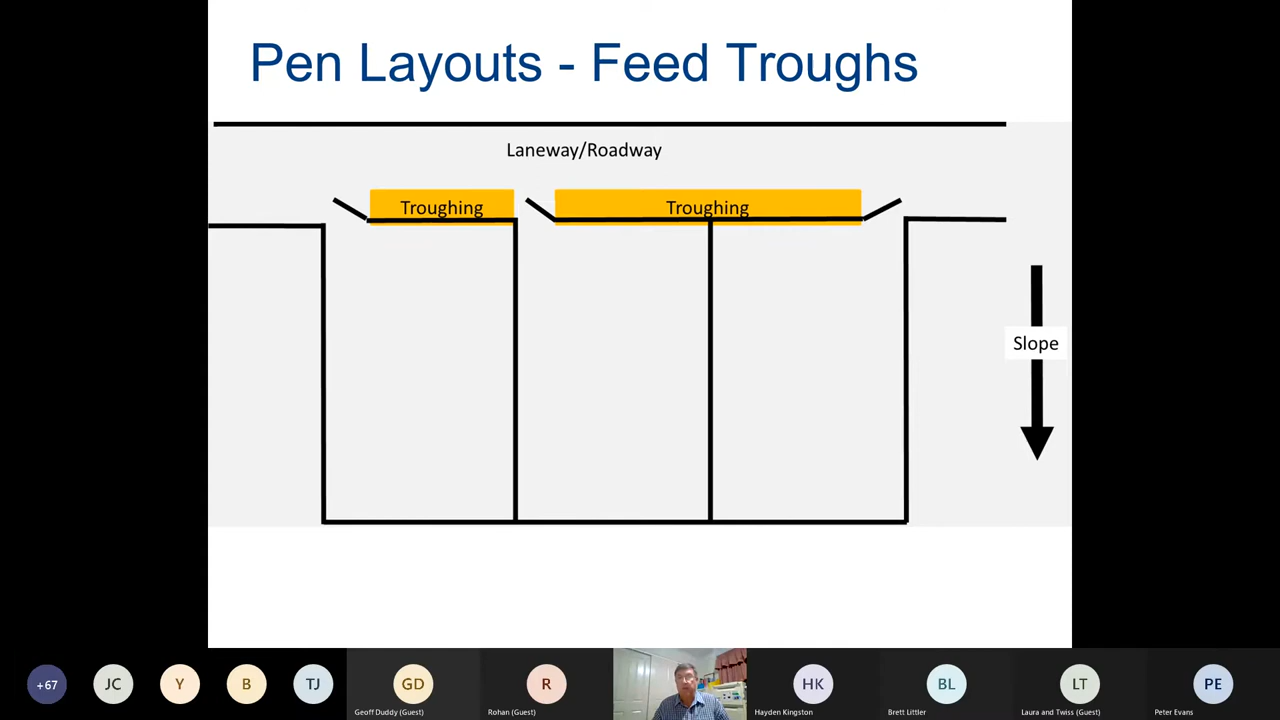 Pen Layouts - Feed Troughs
Laneway/Roadway
Troughing
Troughing
Slope
+67
JC
Y
B
TJ
GD
R
HK
BL
LT
PE
Geoff Duddy (Guest)
Rohan (Guest)
Hayden Kingston
Brett Littler
Laura and Twiss (Guest)
Peter Evans